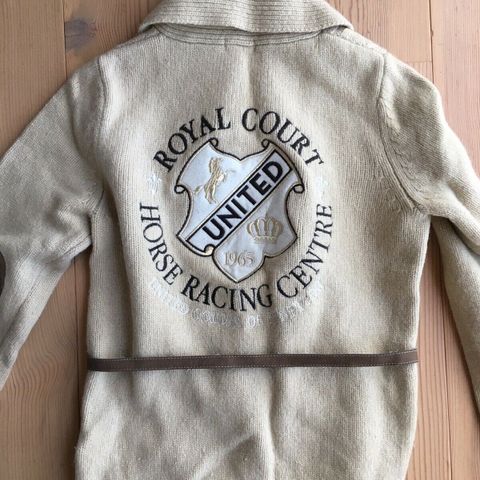 ROYAL COURT
UNITED
1965
HORSE RACING CENTRE